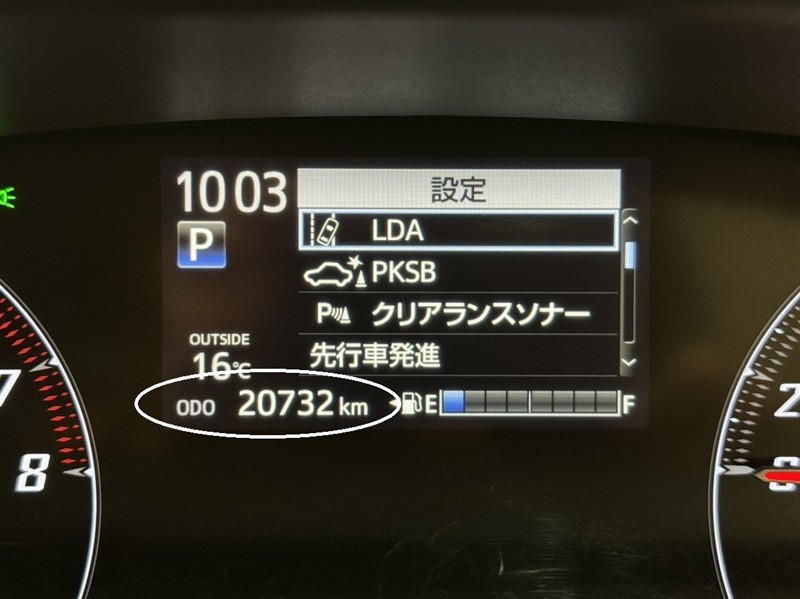 10 03
設定
P
LDA
PKSB
P クリアランスソナー
先行車発進
OUTSIDE
16℃
ODO 20732 km
E F
7
8
2